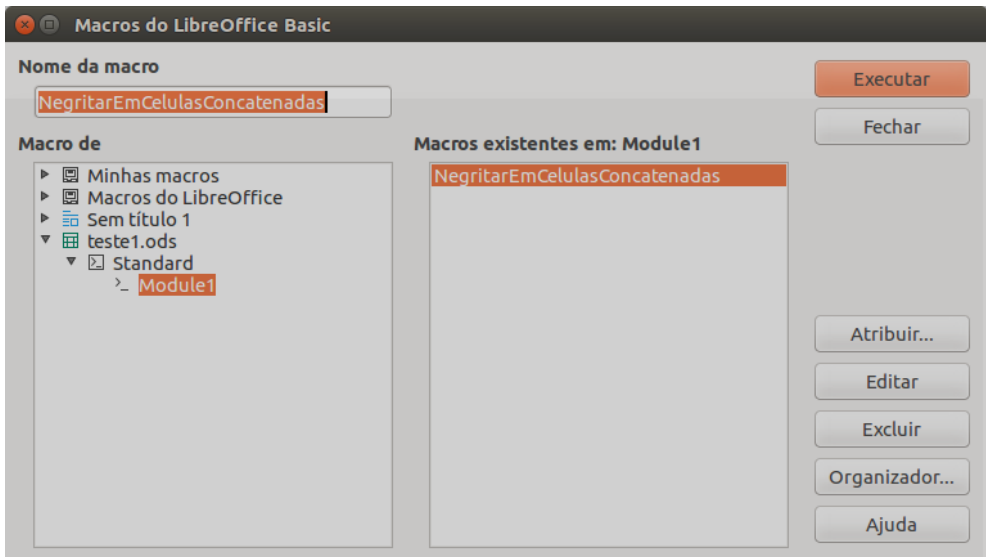 Macros do LibreOffice Basic
Nome da macro
NegritarEmCelulasConcatenadas
Macro de
Minhas macros
Macros do LibreOffice
Sem título 1
teste1.ods
Standard
Module1
Macros existentes em: Module1
NegritarEmCelulasConcatenadas
Executar
Fechar
Atribuir...
Editar
Excluir
Organizador...
Ajuda